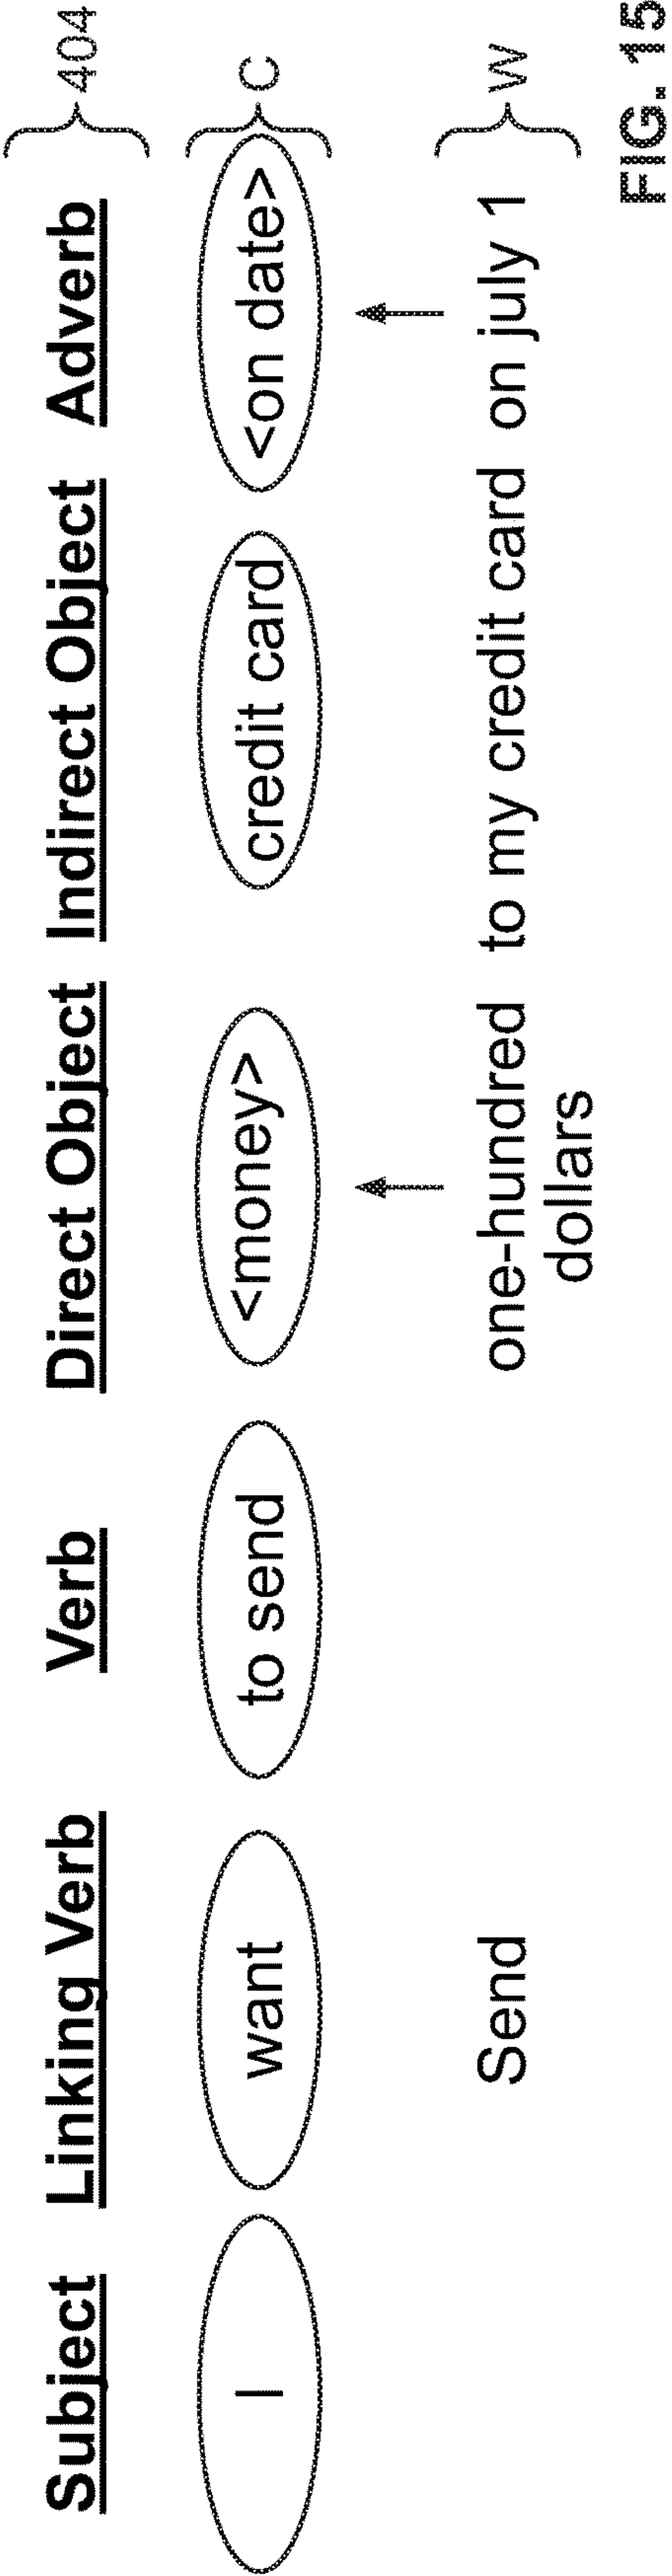 Subject Linking Verb Verb Direct Object Indirect Object Adverb 404
I want to send <money> credit card <on date> C
Send one-hundred to my credit card on july 1 W
dollars
FIG. 15